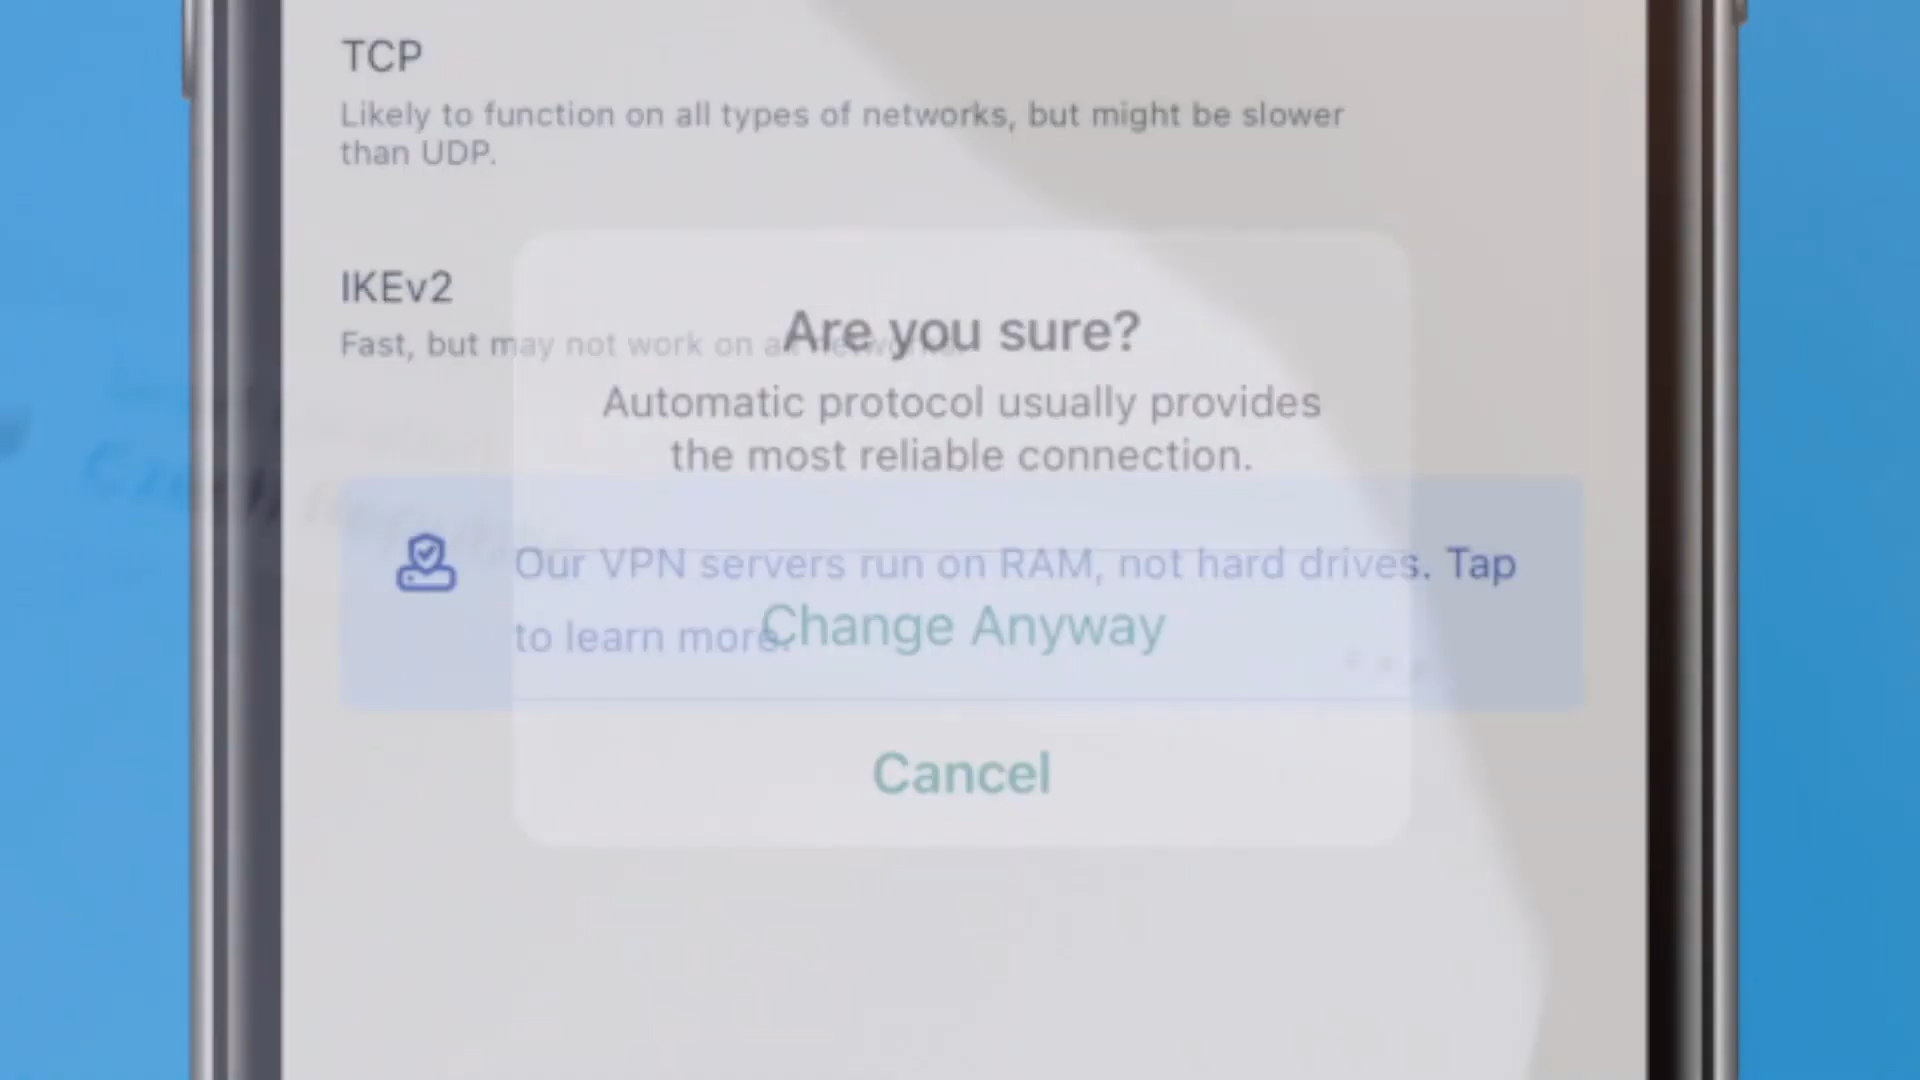 TCP
Likely to function on all types of networks, but might be slower
than UDP.
IKEv2
Fast, but may not work on all networks.
Are you sure?
Automatic protocol usually provides
the most reliable connection.
Our VPN servers run on RAM, not hard drives. Tap
to learn more.
Change Anyway
Cancel